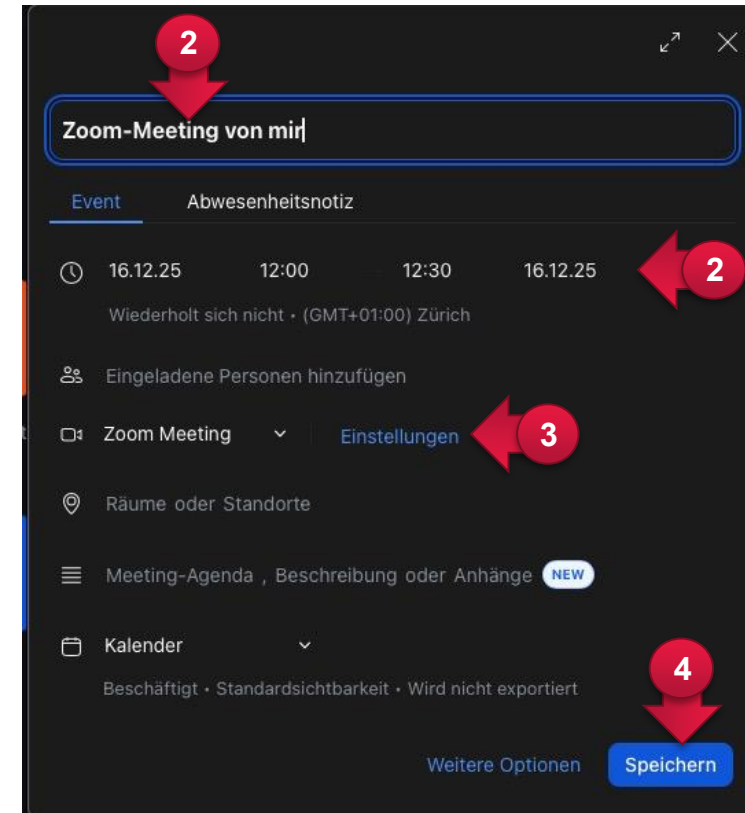 2
Zoom-Meeting von mir
Event Abwesenheitsnotiz
16.12.25 12:00 12:30 16.12.25 2
Wiederholt sich nicht • (GMT+01:00) Zürich
Eingeladene Personen hinzufügen
Zoom Meeting Einstellungen 3
Räume oder Standorte
Meeting-Agenda , Beschreibung oder Anhänge NEW
Kalender
4
Beschäftigt • Standardsichtbarkeit • Wird nicht exportiert
Weitere Optionen Speichern